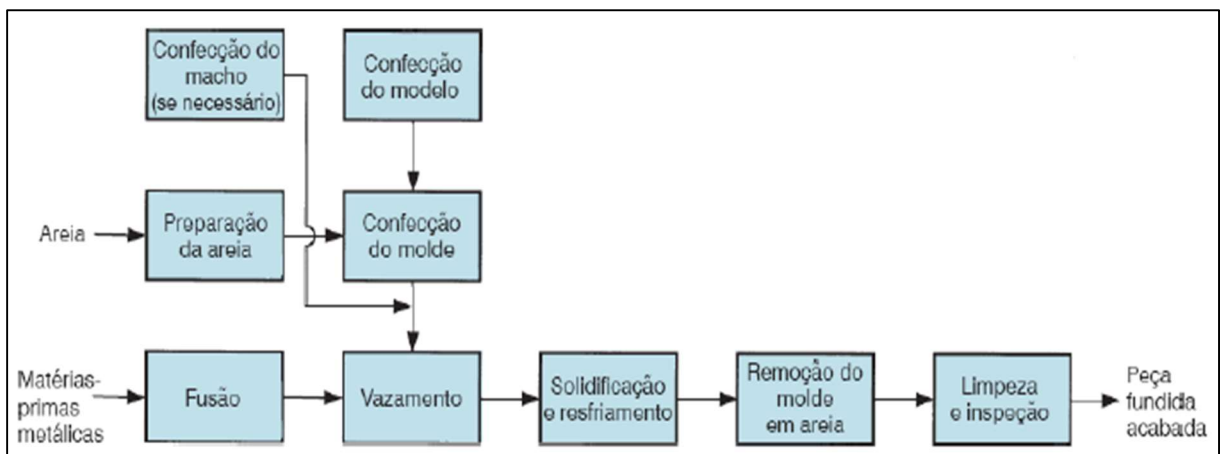 Confecção do
macho
(se necessário)
Confecção
do modelo
Areia
Preparação
da areia
Confecção
do molde
Matérias-
primas
metálicas
Fusão
Vazamento
Solidificação
e resfriamento
Remoção do
molde
em areia
Limpeza
e inspeção
Peça
fundida
acabada